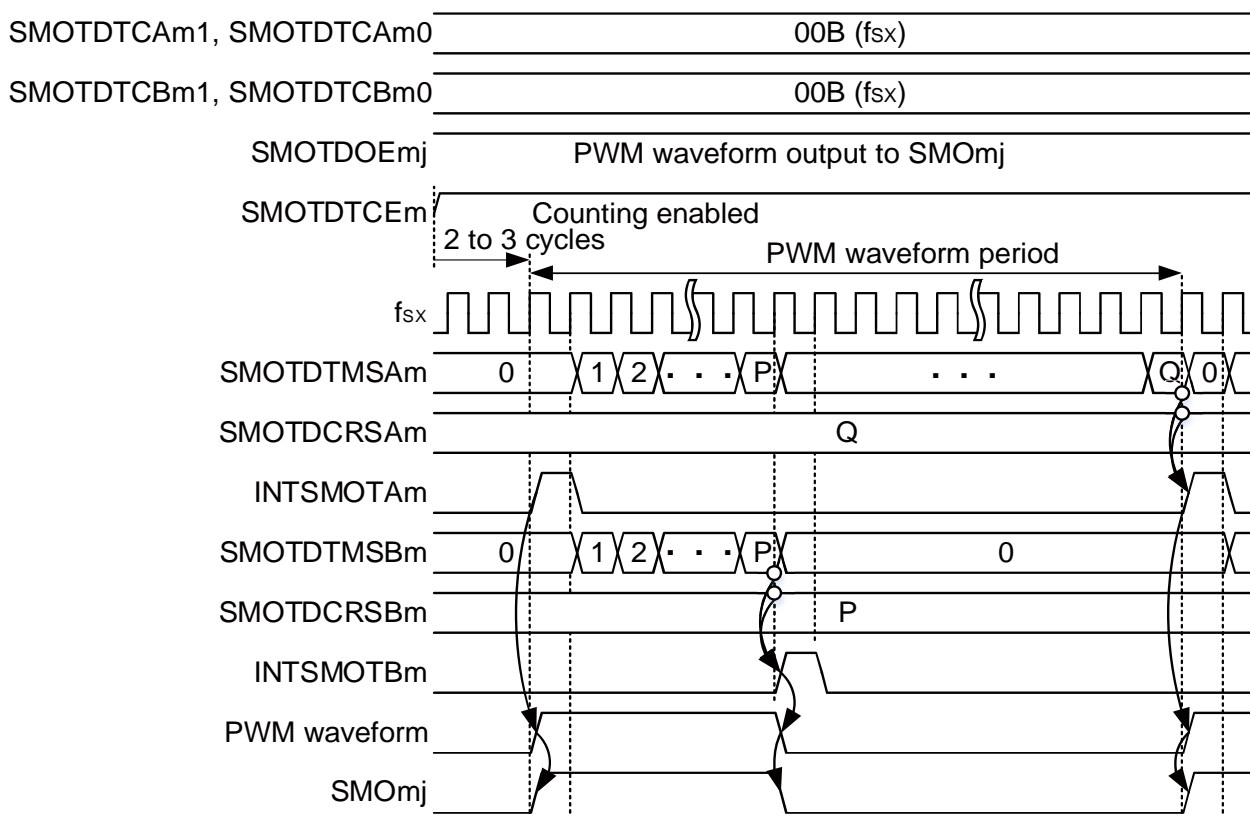 SMOTDTCAm1, SMOTDTCAm0 00B (fsx)
SMOTDTCBm1, SMOTDTCBm0 00B (fsx)
SMOTDOEmj PWM waveform output to SMOmj
SMOTDTCEm Counting enabled
2 to 3 cycles PWM waveform period
fsx
SMOTDTMSAm 0 1 2 · · · P · · · Q 0
SMOTDCRSAm Q
INTSMOTAm
SMOTDTMSBm 0 1 2 · · · P 0
SMOTDCRSBm P
INTSMOTBm
PWM waveform
SMOmj